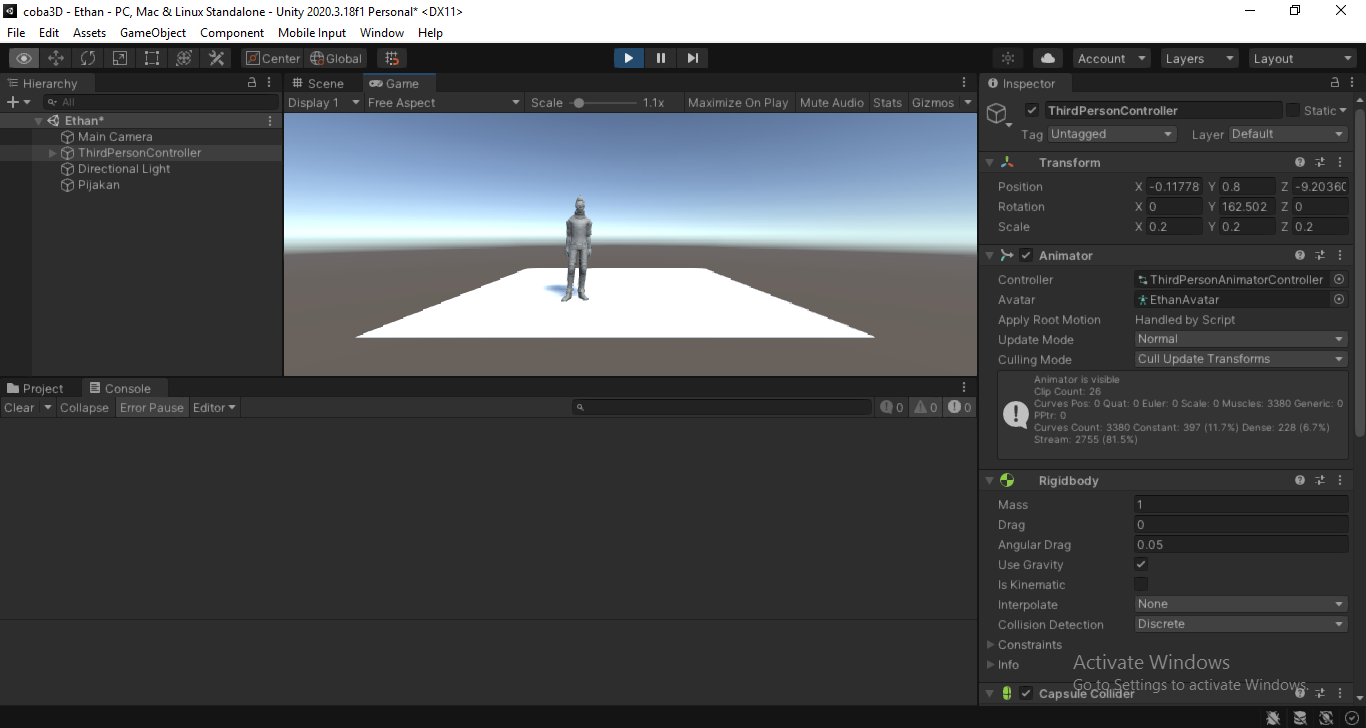 coba3D - Ethan - PC, Mac & Linux Standalone - Unity 2020.3.18f1 Personal* <DX11>
File Edit Assets GameObject Component Mobile Input Window Help
Center Global Account Layers Layout
Hierarchy
All
Ethan*
Main Camera
ThirdPersonController
Directional Light
Pijakan
Scene Game
Display 1 Free Aspect Scale 1.1x Maximize On Play Mute Audio Stats Gizmos
Project Console
Clear Collapse Error Pause Editor 0 0 0
Inspector
ThirdPersonController Static
Tag Untagged Layer Default
Transform
Position X -0.11778 Y 0.8 Z -9.2036
Rotation X 0 Y 162.502 Z 0
Scale X 0.2 Y 0.2 Z 0.2
Animator
Controller ThirdPersonAnimatorController
Avatar EthanAvatar
Apply Root Motion Handled by Script
Update Mode Normal
Culling Mode Cull Update Transforms
Animator is visible
Clip Count: 26
Curves Pos: 0 Quat: 0 Euler: 0 Scale: 0 Muscles: 3380 Generic: 0
PPtr: 0
Curves Count: 3380 Constant: 397 (11.7%) Dense: 228 (6.7%)
Stream: 2755 (81.5%)
Rigidbody
Mass 1
Drag 0
Angular Drag 0.05
Use Gravity
Is Kinematic
Interpolate None
Collision Detection Discrete
Constraints
Info
Capsule Collider
Activate Windows
Go to Settings to activate Windows.